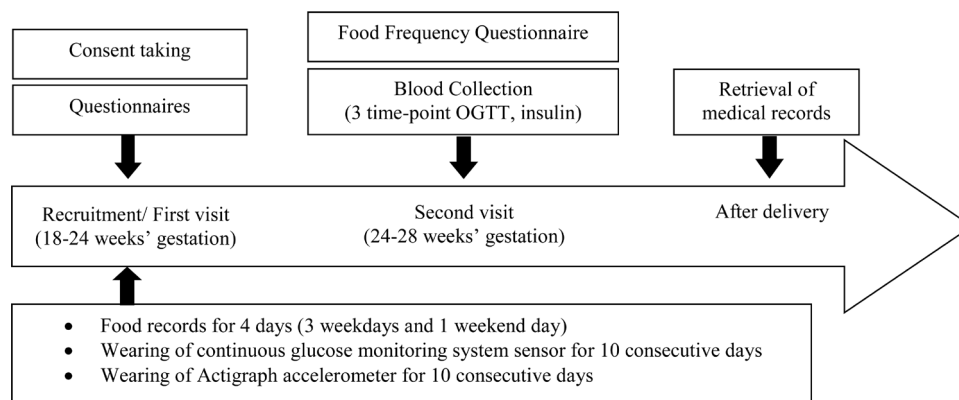 Consent taking
Questionnaires
Food Frequency Questionnaire
Blood Collection
(3 time-point OGTT, insulin)
Retrieval of
medical records
Recruitment/ First visit
(18-24 weeks’ gestation)
Second visit
(24-28 weeks’ gestation)
After delivery
• Food records for 4 days (3 weekdays and 1 weekend day)
• Wearing of continuous glucose monitoring system sensor for 10 consecutive days
• Wearing of Actigraph accelerometer for 10 consecutive days